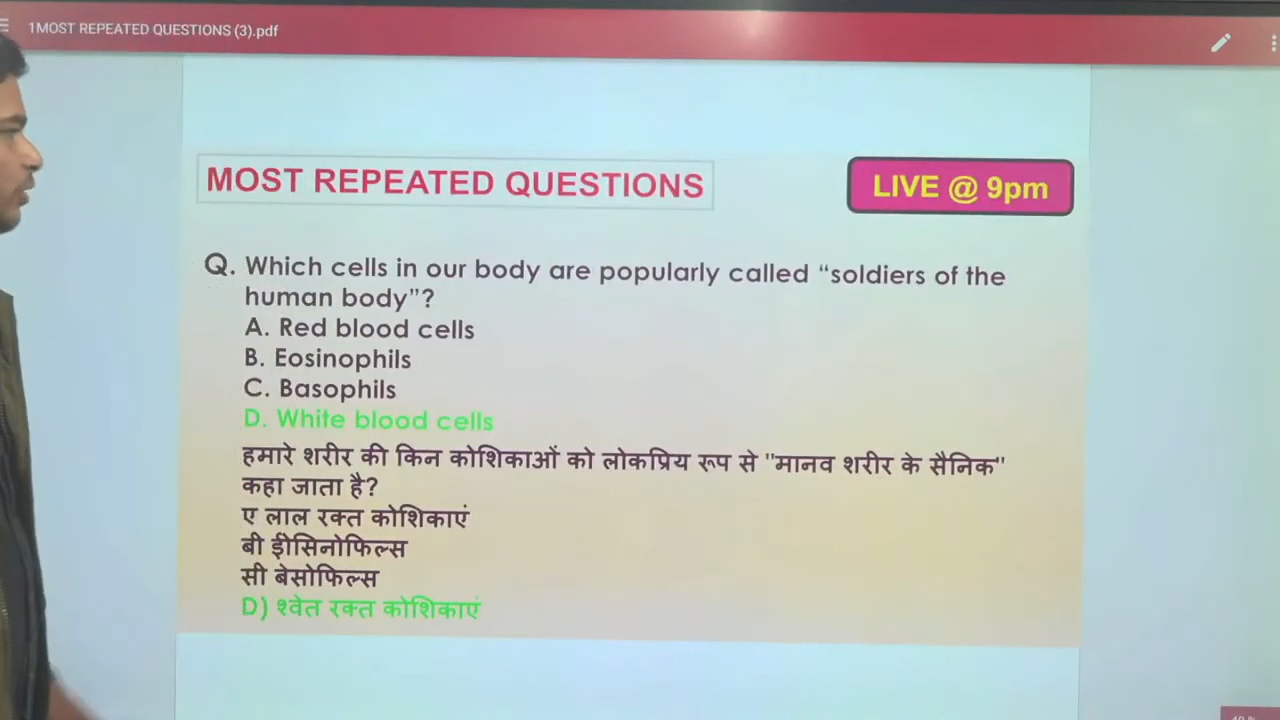 1MOST REPEATED QUESTIONS (3).pdf
MOST REPEATED QUESTIONS
LIVE @ 9pm
Q. Which cells in our body are popularly called “soldiers of the
human body”?
A. Red blood cells
B. Eosinophils
C. Basophils
D. White blood cells
हमारे शरीर की किन कोशिकाओं को लोकप्रिय रूप से "मानव शरीर के सैनिक"
कहा जाता है?
ए लाल रक्त कोशिकाएं
बी ईोसिनोफिल्स
सी बेसोफिल्स
D) श्वेत रक्त कोशिकाएं